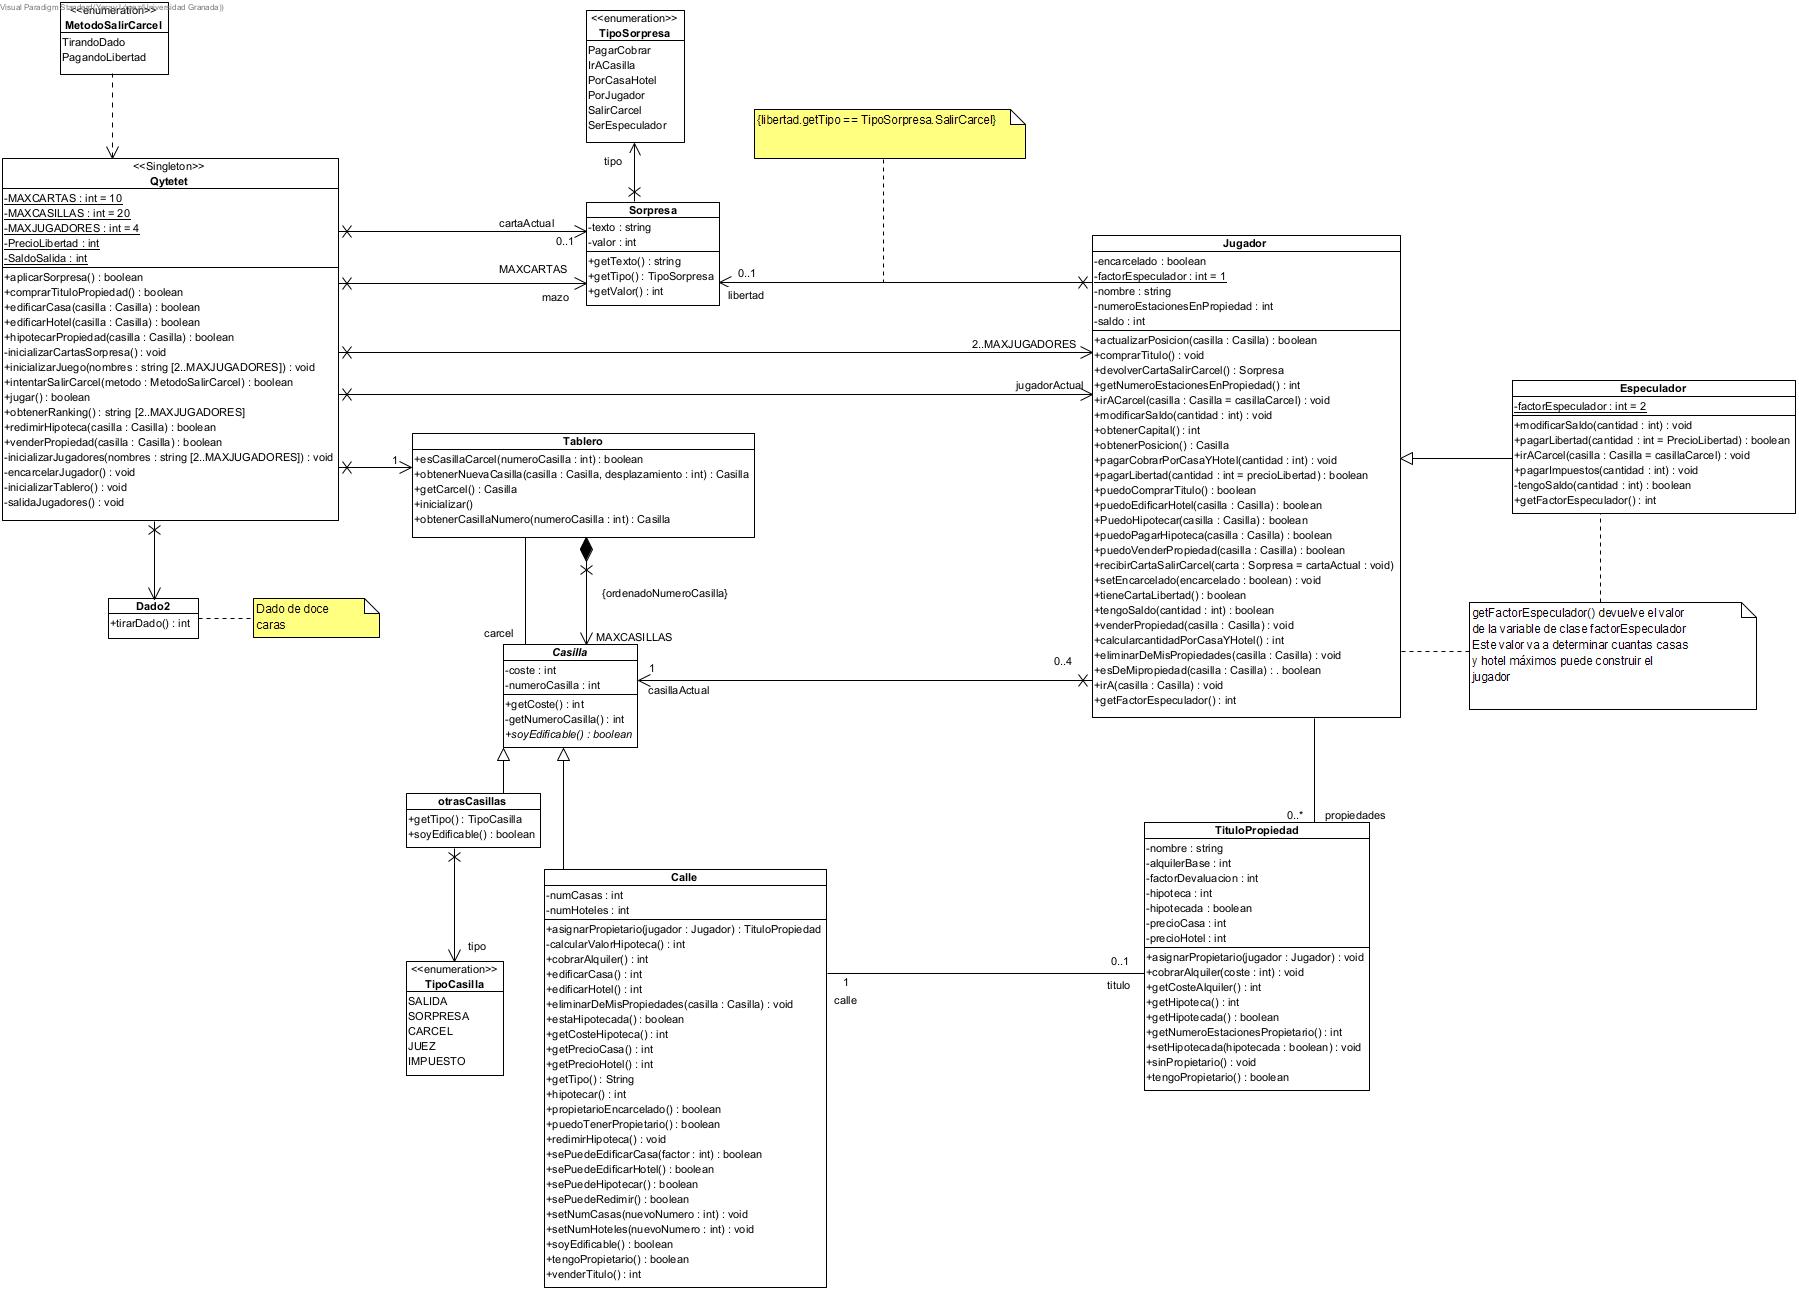 Visual Paradigm Standard(Yeray López(Universidad Granada))
<<enumeration>>
MetodoSalirCarcel
TirandoDado
PagandoLibertad
<<enumeration>>
TipoSorpresa
PagarCobrar
IrACasilla
PorCasaHotel
PorJugador
SalirCarcel
SerEspeculador
{libertad.getTipo == TipoSorpresa.SalirCarcel}
tipo
<<Singleton>>
Qytetet
-MAXCARTAS : int = 10
-MAXCASILLAS : int = 20
-MAXJUGADORES : int = 4
-PrecioLibertad : int
-SaldoSalida : int
+aplicarSorpresa() : boolean
+comprarTituloPropiedad() : boolean
+edificarCasa(casilla : Casilla) : boolean
+edificarHotel(casilla : Casilla) : boolean
+hipotecarPropiedad(casilla : Casilla) : boolean
-inicializarCartasSorpresa() : void
+inicializarJuego(nombres : string [2..MAXJUGADORES]) : void
+intentarSalirCarcel(metodo : MetodoSalirCarcel) : boolean
+jugar() : boolean
+obtenerRanking() : string [2..MAXJUGADORES]
+redimirHipoteca(casilla : Casilla) : boolean
+venderPropiedad(casilla : Casilla) : boolean
-inicializarJugadores(nombres : string [2..MAXJUGADORES]) : void
-encarcelarJugador() : void
-inicializarTablero() : void
-salidaJugadores() : void
cartaActual
0..1
MAXCARTAS
mazo
Sorpresa
-texto : string
-valor : int
+getTexto() : string
+getTipo() : TipoSorpresa
+getValor() : int
0..1
libertad
2..MAXJUGADORES
jugadorActual
Jugador
-encarcelado : boolean
-factorEspeculador : int = 1
-nombre : string
-numeroEstacionesEnPropiedad : int
-saldo : int
+actualizarPosicion(casilla : Casilla) : boolean
+comprarTitulo() : void
+devolverCartaSalirCarcel() : Sorpresa
+getNumeroEstacionesEnPropiedad() : int
+irACarcel(casilla : Casilla = casillaCarcel) : void
+modificarSaldo(cantidad : int) : void
+obtenerCapital() : int
+obtenerPosicion() : Casilla
+pagarCobrarPorCasaYHotel(cantidad : int) : void
+pagarLibertad(cantidad : int = precioLibertad) : boolean
+puedoComprarTitulo() : boolean
+puedoEdificarHotel(casilla : Casilla) : boolean
+PuedoHipotecar(casilla : Casilla) : boolean
+puedoPagarHipoteca(casilla : Casilla) : boolean
+puedoVenderPropiedad(casilla : Casilla) : boolean
+recibirCartaSalirCarcel(carta : Sorpresa = cartaActual : void)
+setEncarcelado(encarcelado : boolean) : void
+tieneCartaLibertad() : boolean
+tengoSaldo(cantidad : int) : boolean
+venderPropiedad(casilla : Casilla) : void
+calcularcantidadPorCasaYHotel() : int
+eliminarDeMisPropiedades(casilla : Casilla) : void
+esDeMipropiedad(casilla : Casilla) : . boolean
+irA(casilla : Casilla) : void
+getFactorEspeculador() : int
Especulador
-factorEspeculador : int = 2
+modificarSaldo(cantidad : int) : void
+pagarLibertad(cantidad : int = PrecioLibertad) : boolean
+irACarcel(casilla : Casilla = casillaCarcel) : void
+pagarImpuestos(cantidad : int) : void
-tengoSaldo(cantidad : int) : boolean
+getFactorEspeculador() : int
getFactorEspeculador() devuelve el valor
de la variable de clase factorEspeculador
Este valor va a determinar cuantas casas
y hotel máximos puede construir el
jugador
1
Tablero
+esCasillaCarcel(numeroCasilla : int) : boolean
+obtenerNuevaCasilla(casilla : Casilla, desplazamiento : int) : Casilla
+getCarcel() : Casilla
+inicializar()
+obtenerCasillaNumero(numeroCasilla : int) : Casilla
Dado2
+tirarDado() : int
Dado de doce
caras
{ordenadoNumeroCasilla}
carcel
MAXCASILLAS
Casilla
-coste : int
-numeroCasilla : int
+getCoste() : int
-getNumeroCasilla() : int
+soyEdificable() : boolean
1
casillaActual
0..4
otrasCasillas
+getTipo() : TipoCasilla
+soyEdificable() : boolean
tipo
<<enumeration>>
TipoCasilla
SALIDA
SORPRESA
CARCEL
JUEZ
IMPUESTO
Calle
-numCasas : int
-numHoteles : int
+asignarPropietario(jugador : Jugador) : TituloPropiedad
-calcularValorHipoteca() : int
+cobrarAlquiler() : int
+edificarCasa() : int
+edificarHotel() : int
+eliminarDeMisPropiedades(casilla : Casilla) : void
+estaHipotecada() : boolean
+getCosteHipoteca() : int
+getPrecioCasa() : int
+getPrecioHotel() : int
+getTipo() : String
+hipotecar() : int
+propietarioEncarcelado() : boolean
+puedoTenerPropietario() : boolean
+redimirHipoteca() : void
+sePuedeEdificarCasa(factor : int) : boolean
+sePuedeEdificarHotel() : boolean
+sePuedeHipotecar() : boolean
+sePuedeRedimir() : boolean
+setNumCasas(nuevoNumero : int) : void
+setNumHoteles(nuevoNumero : int) : void
+soyEdificable() : boolean
+tengoPropietario() : boolean
+venderTitulo() : int
1
calle
0..1
titulo
0..*
propiedades
TituloPropiedad
-nombre : string
-alquilerBase : int
-factorDevaluacion : int
-hipoteca : int
-hipotecada : boolean
-precioCasa : int
-precioHotel : int
+asignarPropietario(jugador : Jugador) : void
+cobrarAlquiler(coste : int) : void
+getCosteAlquiler() : int
+getHipoteca() : int
+getHipotecada() : boolean
+getNumeroEstacionesPropietario() : int
+setHipotecada(hipotecada : boolean) : void
+sinPropietario() : void
+tengoPropietario() : boolean